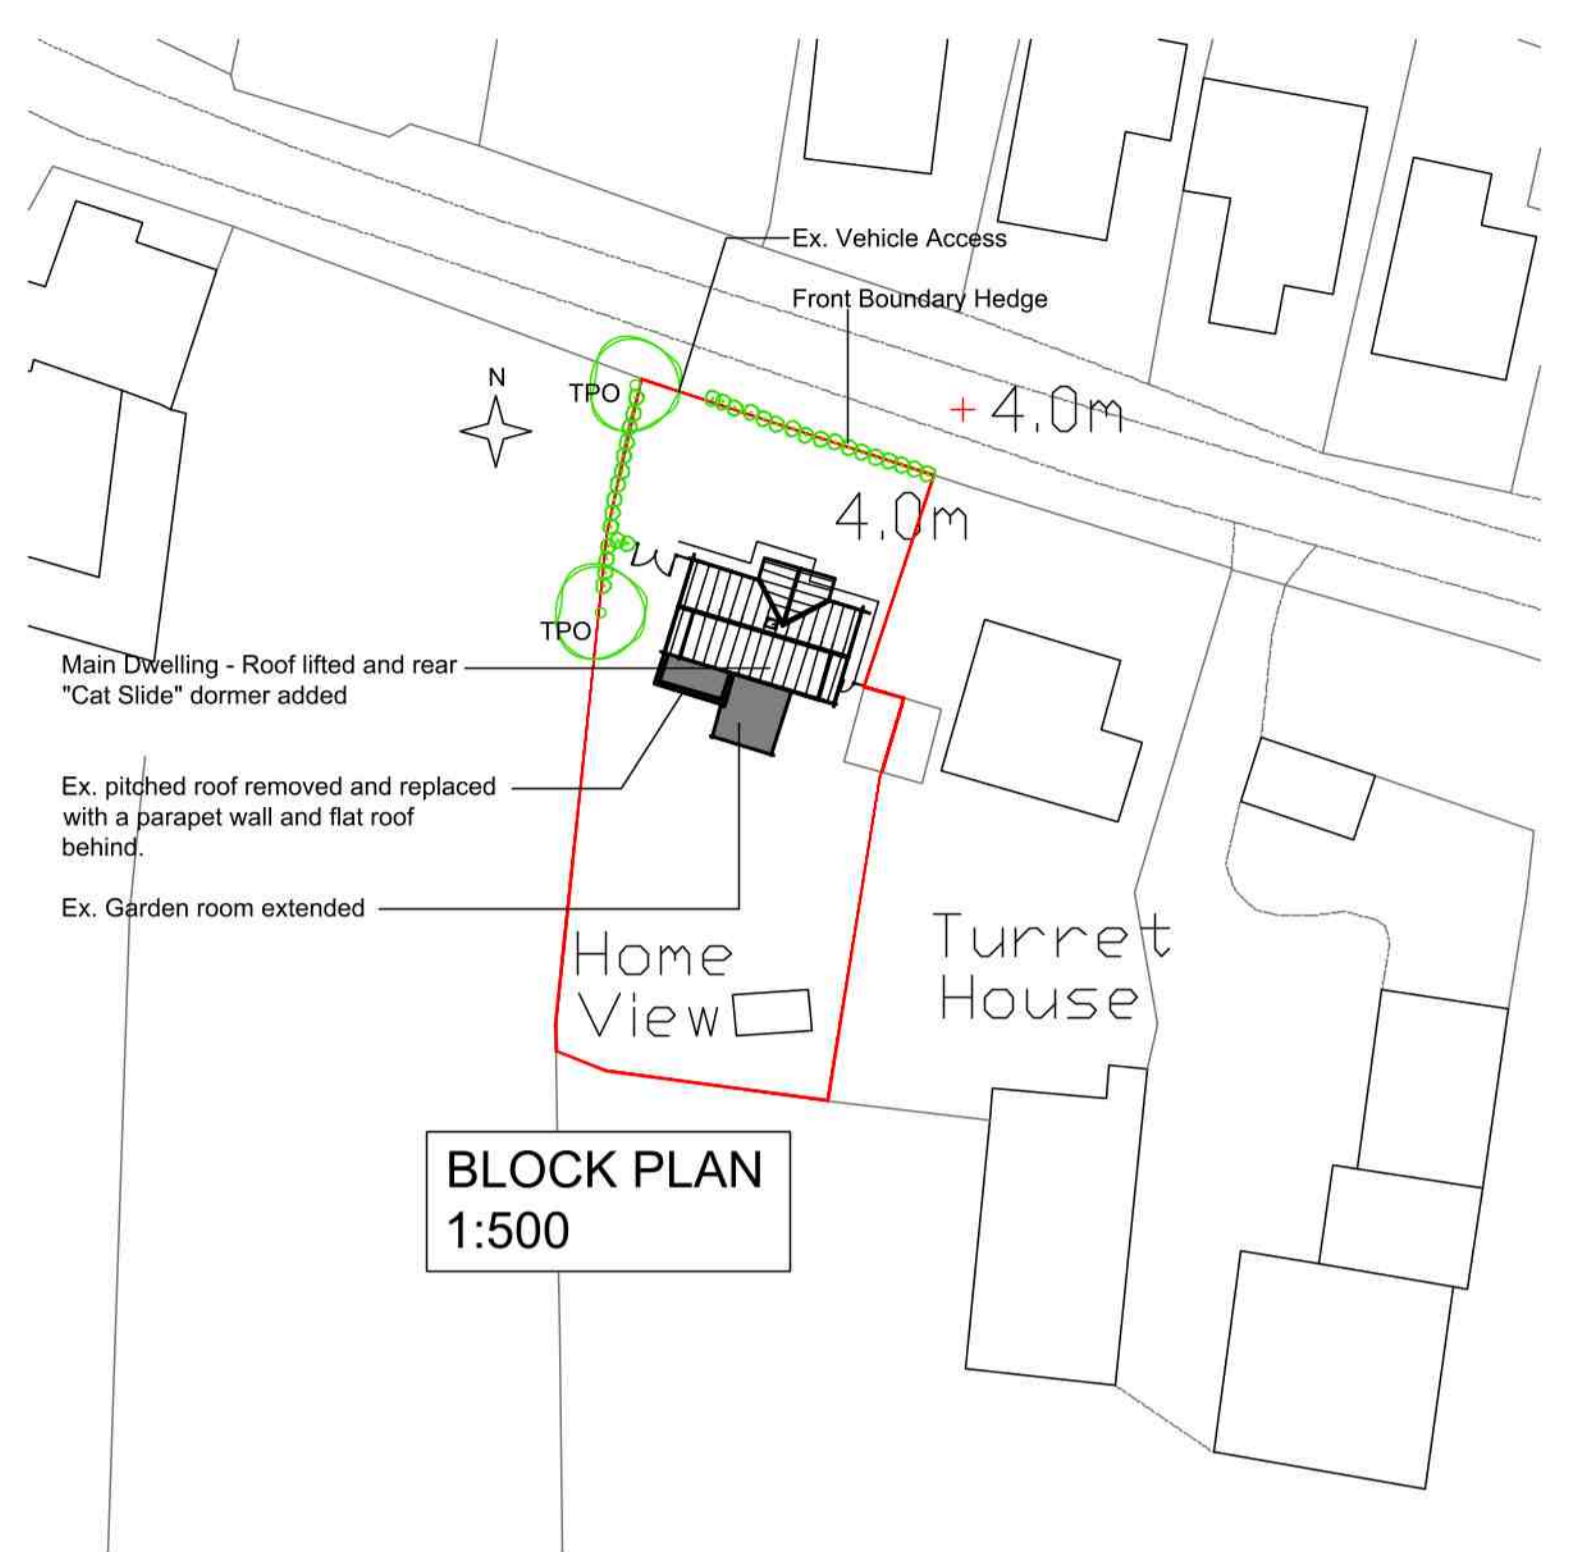 Ex. Vehicle Access
Front Boundary Hedge
N
TPO
4.0m
4.0m
TPO
Main Dwelling - Roof lifted and rear
"Cat Slide" dormer added
Ex. pitched roof removed and replaced
with a parapet wall and flat roof
behind.
Ex. Garden room extended
Home
View
Turret
House
BLOCK PLAN
1:500